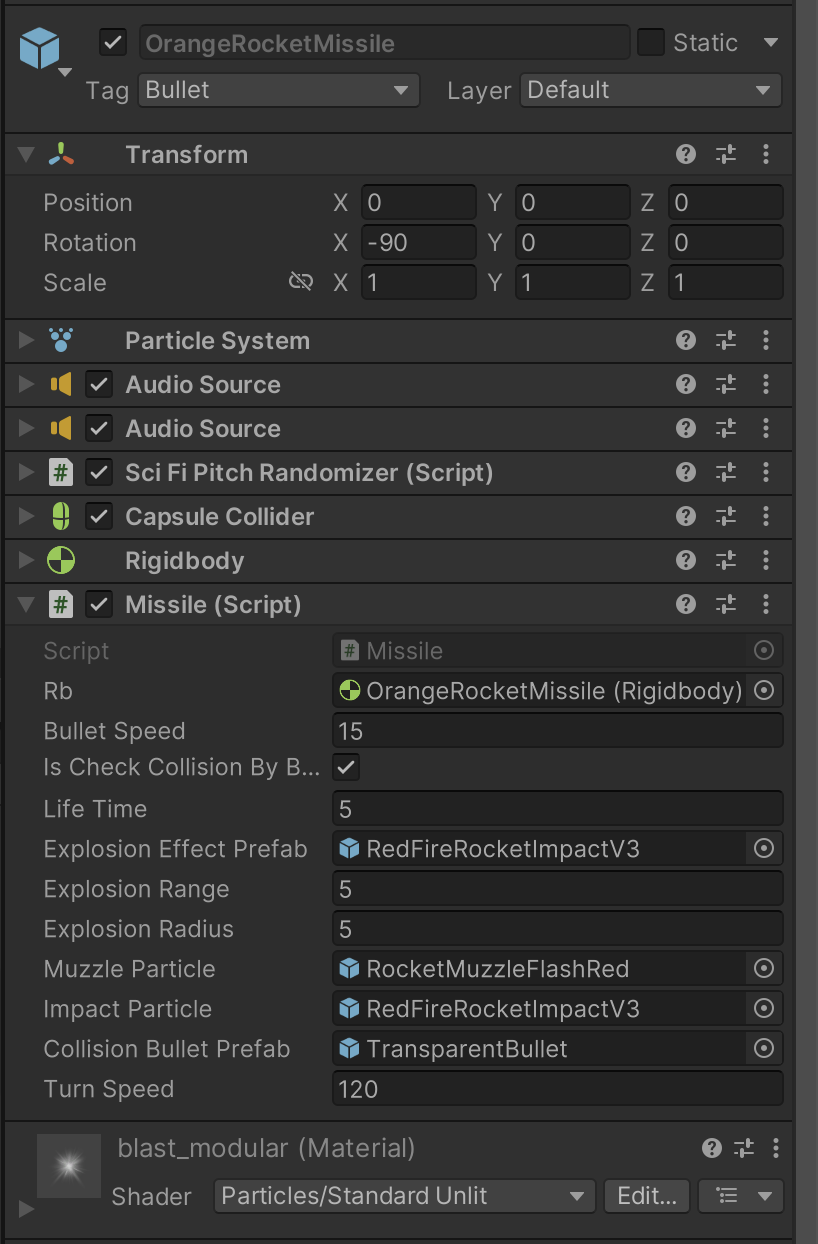 OrangeRocketMissile Static
Tag Bullet Layer Default
Transform
Position X 0 Y 0 Z 0
Rotation X -90 Y 0 Z 0
Scale X 1 Y 1 Z 1
Particle System
Audio Source
Audio Source
# Sci Fi Pitch Randomizer (Script)
Capsule Collider
Rigidbody
# Missile (Script)
Script # Missile
Rb OrangeRocketMissile (Rigidbody)
Bullet Speed 15
Is Check Collision By B...
Life Time 5
Explosion Effect Prefab RedFireRocketImpactV3
Explosion Range 5
Explosion Radius 5
Muzzle Particle RocketMuzzleFlashRed
Impact Particle RedFireRocketImpactV3
Collision Bullet Prefab TransparentBullet
Turn Speed 120
blast_modular (Material)
Shader Particles/Standard Unlit Edit...